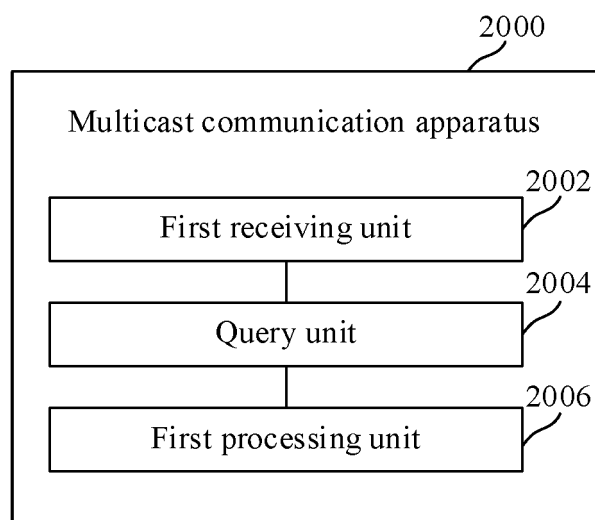 2000
Multicast communication apparatus
2002
First receiving unit
2004
Query unit
2006
First processing unit